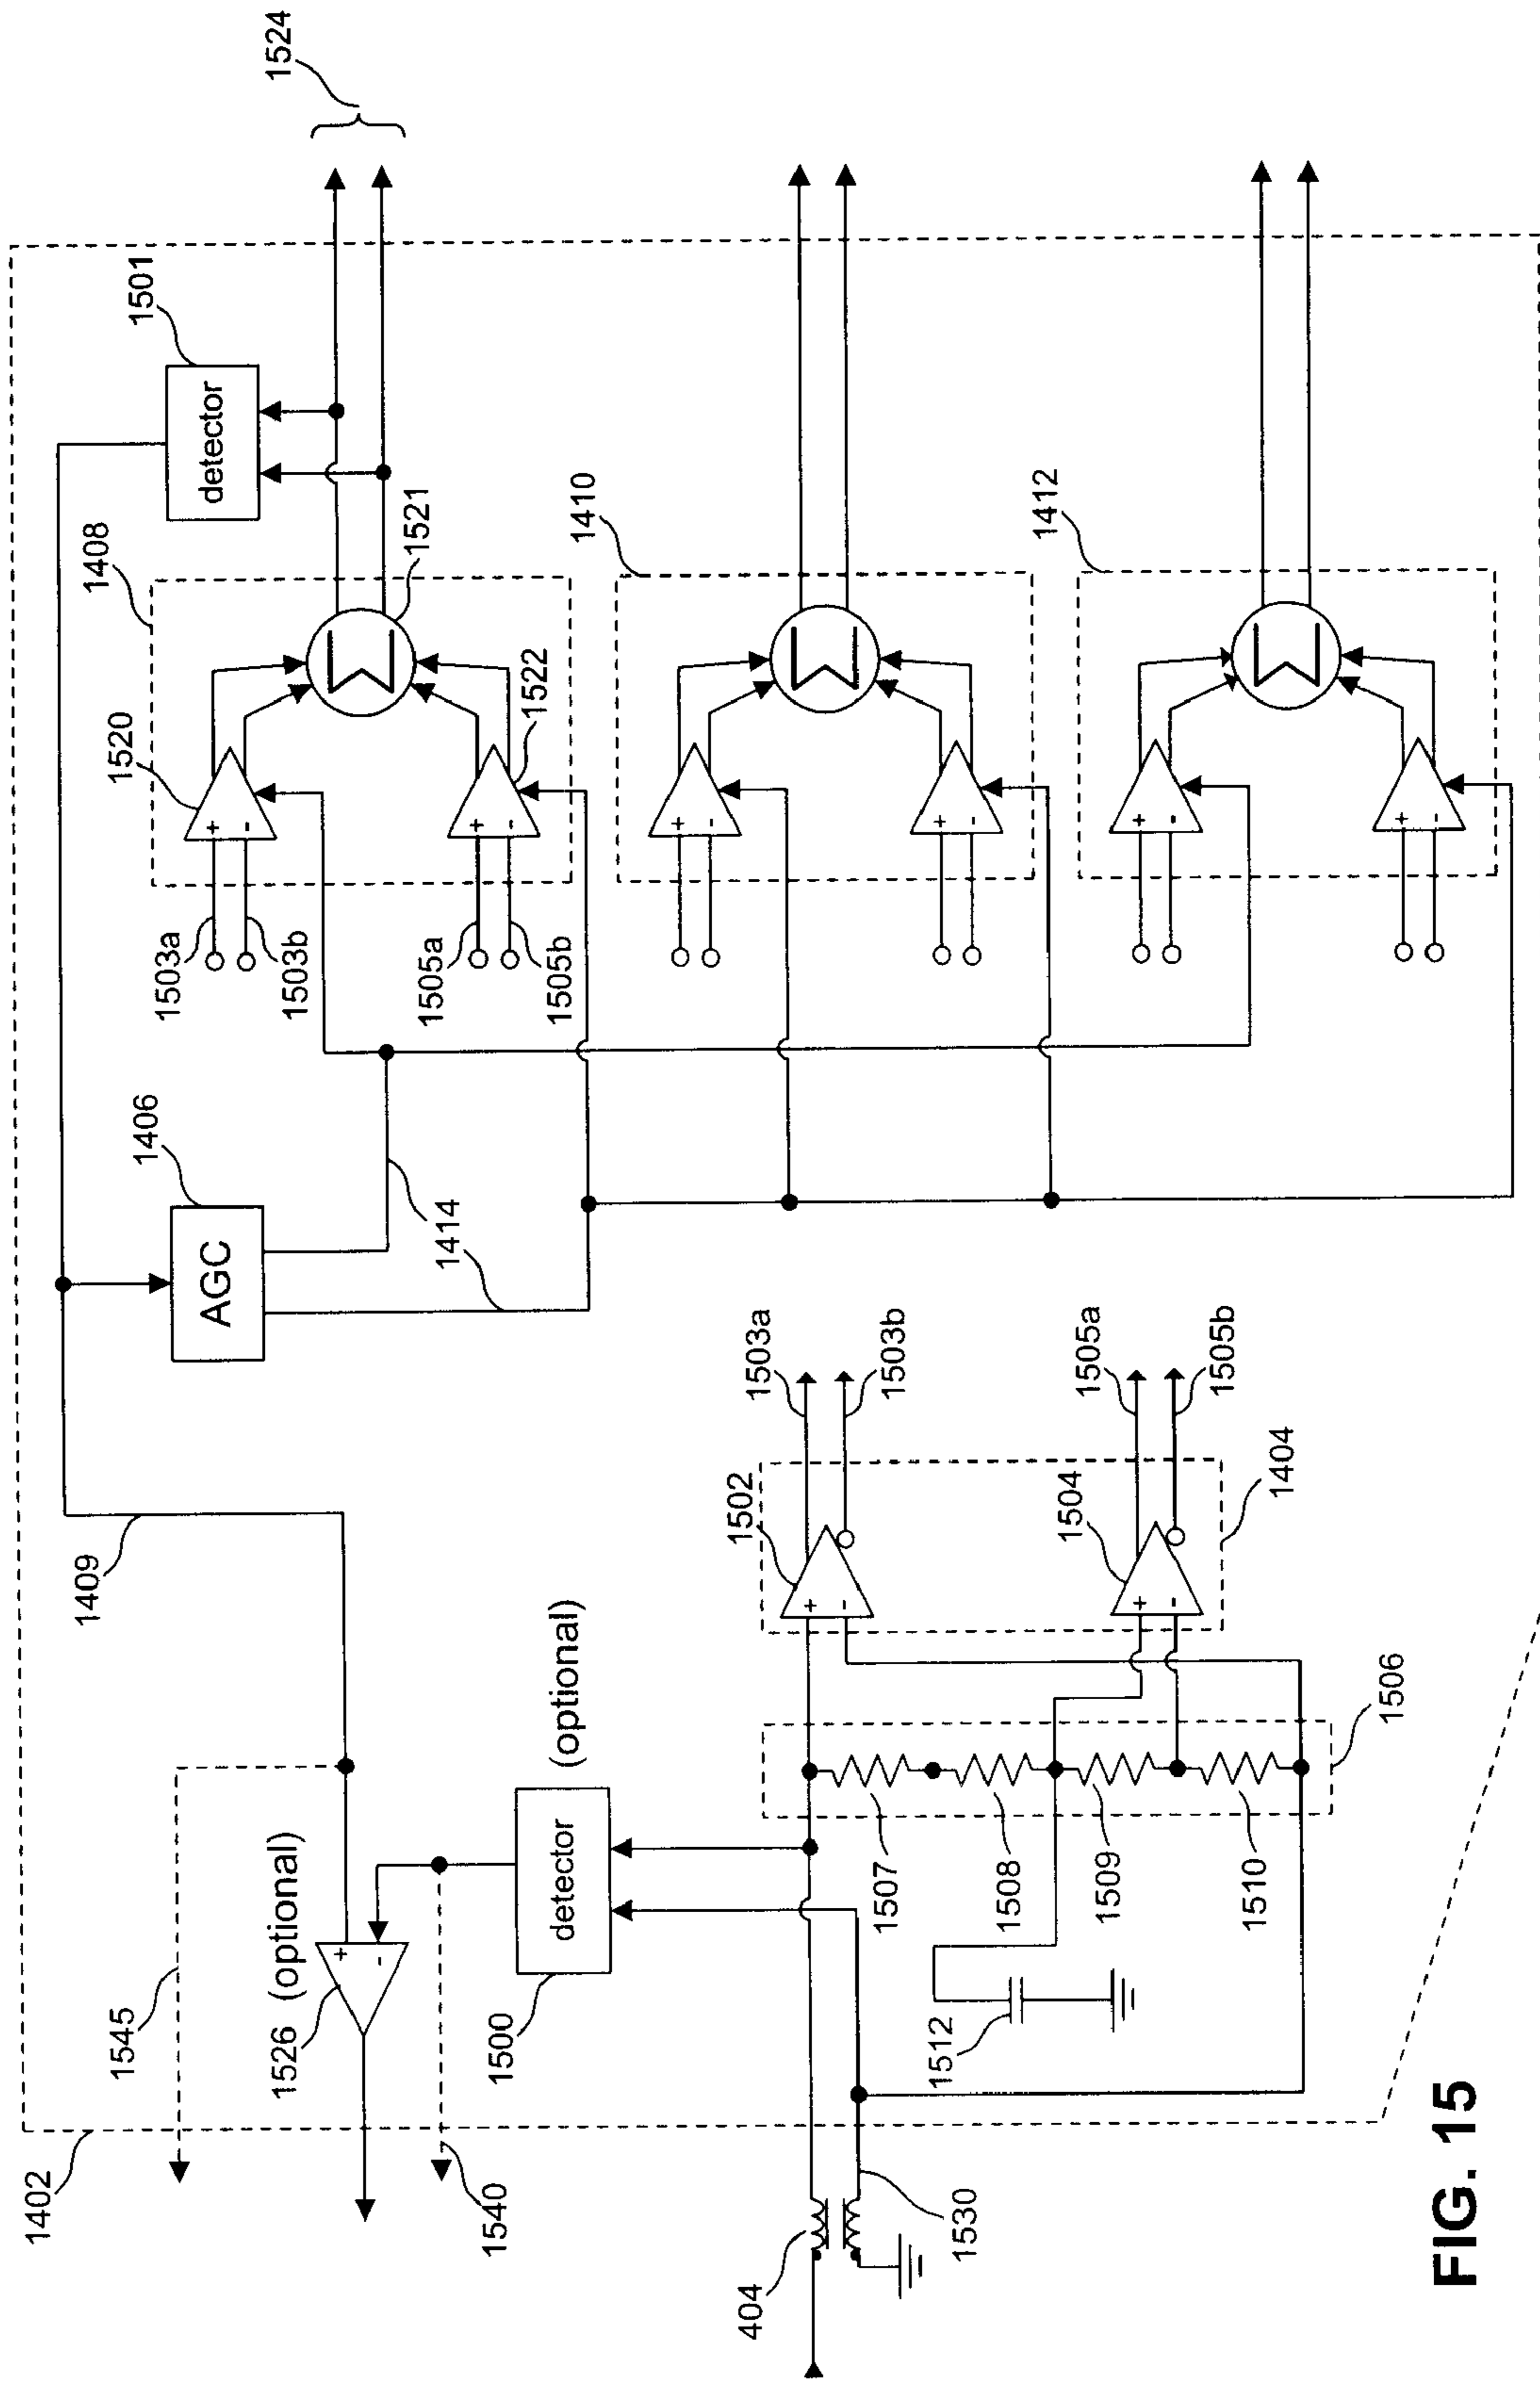 1402
1545
1409
1406
AGC
1414
1408
1501
detector
1524
1526 (optional)
+
-
1540
1500
detector
(optional)
1520
+
-
1503a
1503b
1521
1522
+
-
1505a
1505b
1410
+
-
+
-
1412
+
-
+
-
404
1530
1512
1507
1508
1509
1510
1506
1502
+
-
1503a
1503b
1504
+
-
1505a
1505b
1404
Σ
Σ
Σ
FIG. 15